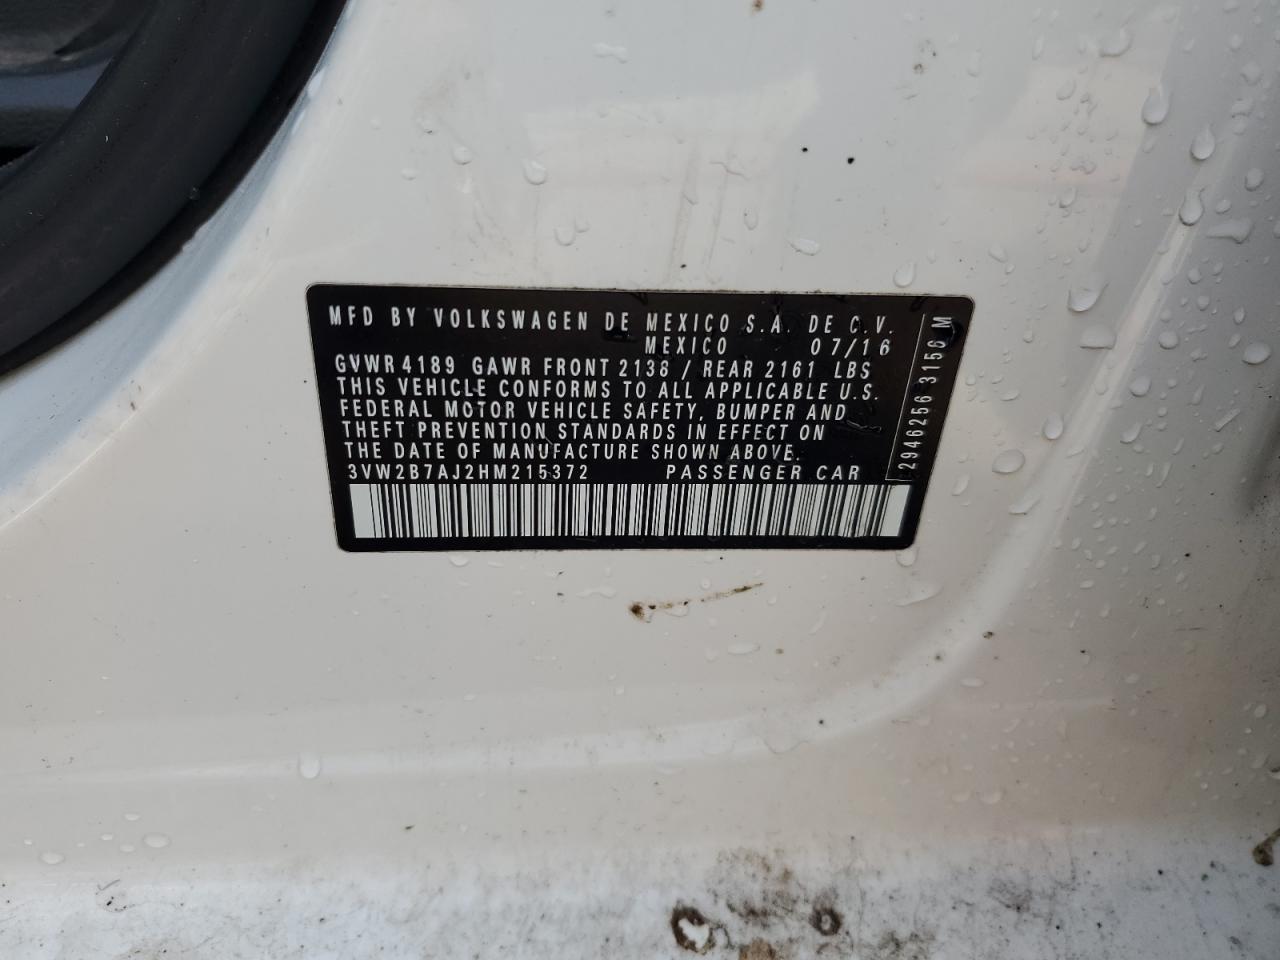 MFD BY VOLKSWAGEN DE MEXICO S.A. DE C.V.
MEXICO 07/16
GVWR 4189 GAWR FRONT 2138 / REAR 2161 LBS
THIS VEHICLE CONFORMS TO ALL APPLICABLE U.S.
FEDERAL MOTOR VEHICLE SAFETY, BUMPER AND
THEFT PREVENTION STANDARDS IN EFFECT ON
THE DATE OF MANUFACTURE SHOWN ABOVE.
3VW2B7AJ2HM215372 PASSENGER CAR
2946256 3156 M